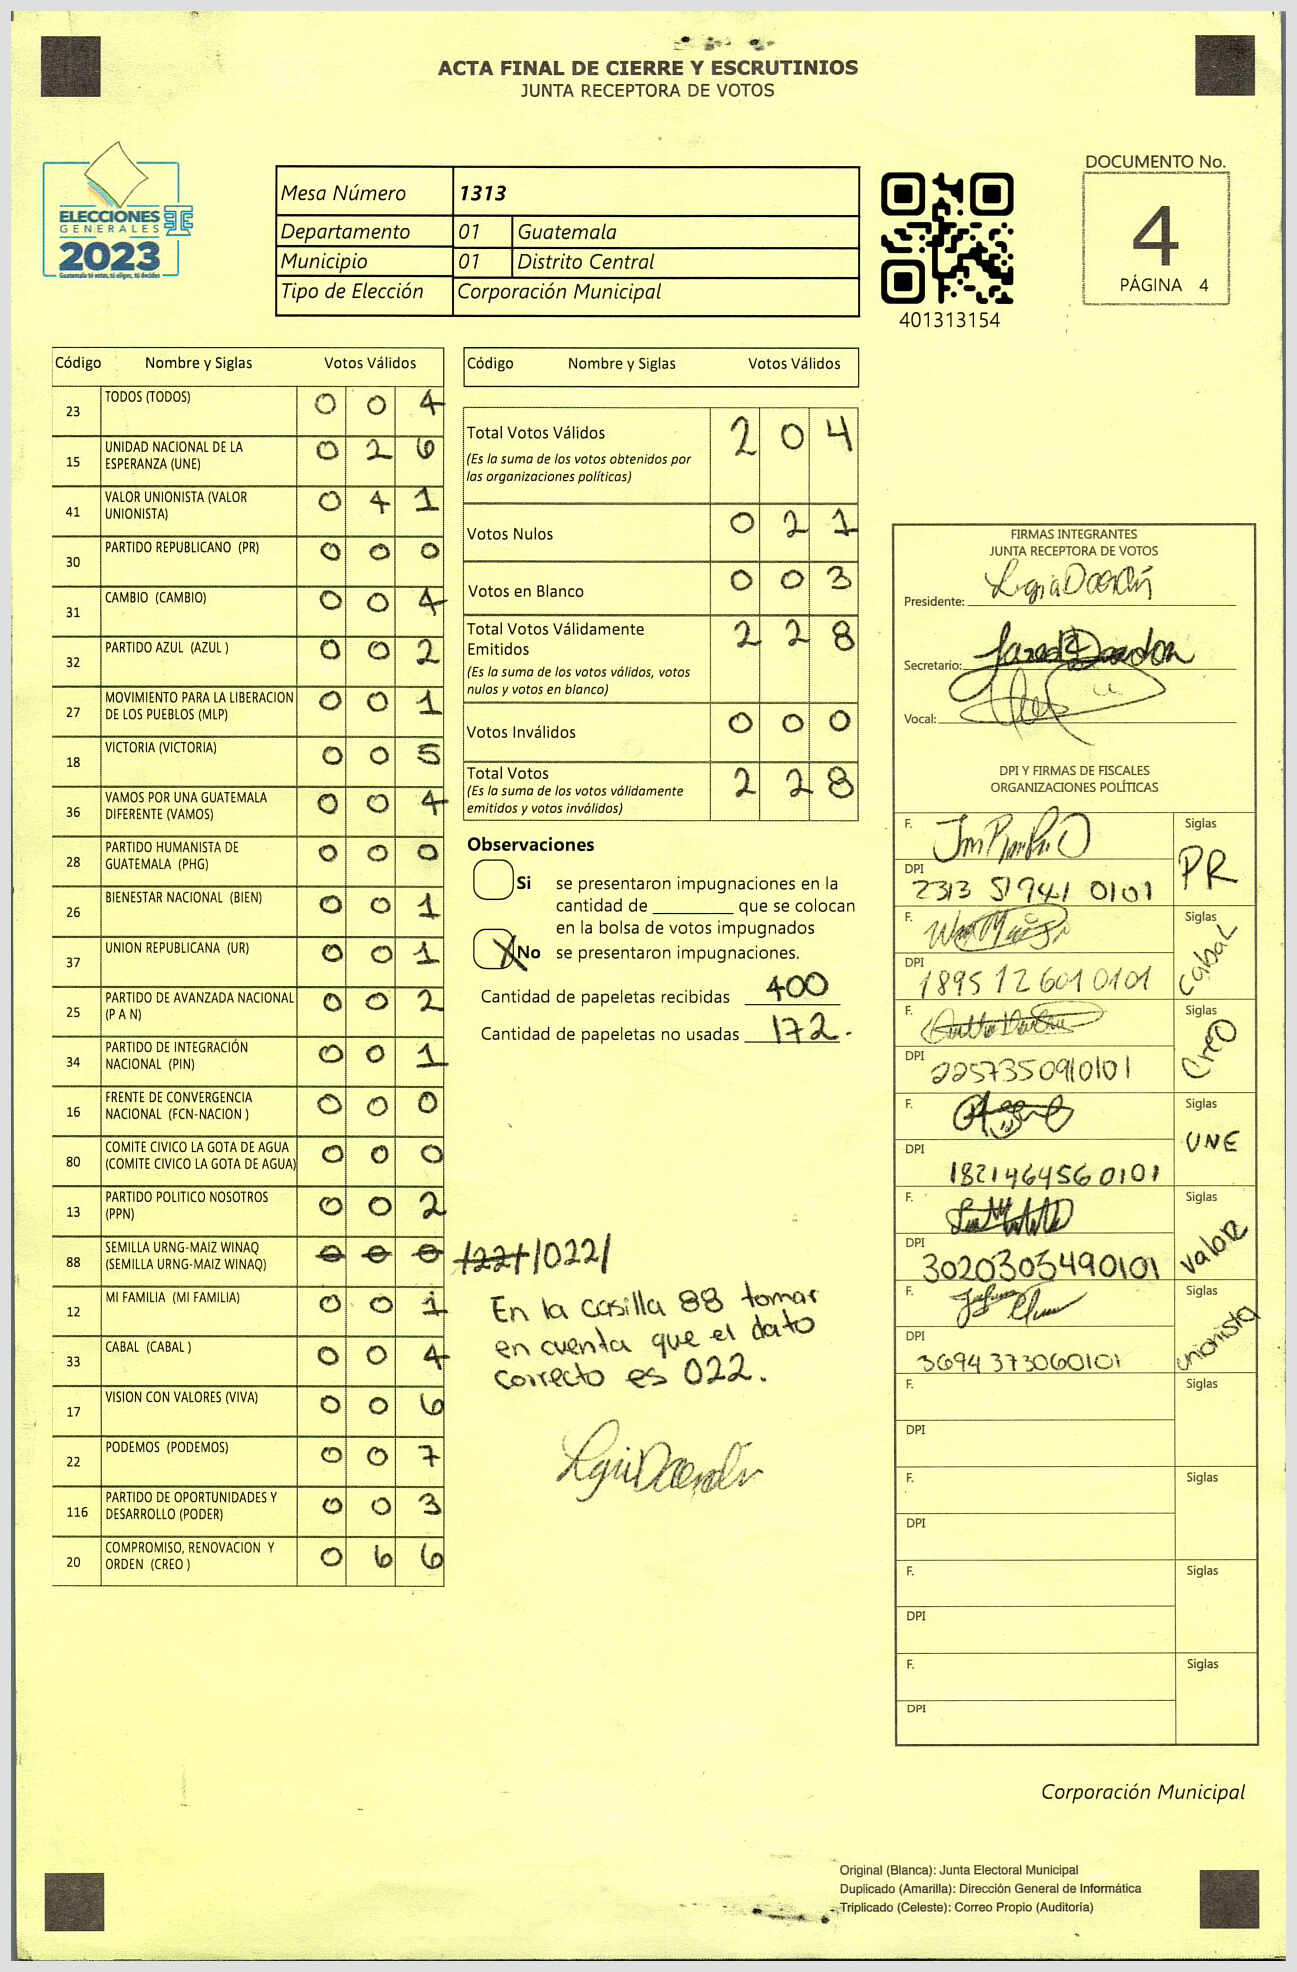 ACTA FINAL DE CIERRE Y ESCRUTINIOS
JUNTA RECEPTORA DE VOTOS
ELECCIONES
GENERALES
2023
Mesa Número 1313
Departamento 01 Guatemala
Municipio 01 Distrito Central
Tipo de Elección Corporación Municipal
401313154
DOCUMENTO No.
4
PÁGINA 4
Código Nombre y Siglas Votos Válidos
23 TODOS (TODOS) 0 0 4
15 UNIDAD NACIONAL DE LA ESPERANZA (UNE) 0 2 6
41 VALOR UNIONISTA (VALOR UNIONISTA) 0 4 1
30 PARTIDO REPUBLICANO (PR) 0 0 0
31 CAMBIO (CAMBIO) 0 0 4
32 PARTIDO AZUL (AZUL ) 0 0 2
27 MOVIMIENTO PARA LA LIBERACION DE LOS PUEBLOS (MLP) 0 0 1
18 VICTORIA (VICTORIA) 0 0 5
36 VAMOS POR UNA GUATEMALA DIFERENTE (VAMOS) 0 0 4
28 PARTIDO HUMANISTA DE GUATEMALA (PHG) 0 0 0
26 BIENESTAR NACIONAL (BIEN) 0 0 1
37 UNION REPUBLICANA (UR) 0 0 1
25 PARTIDO DE AVANZADA NACIONAL (P A N) 0 0 2
34 PARTIDO DE INTEGRACIÓN NACIONAL (PIN) 0 0 1
16 FRENTE DE CONVERGENCIA NACIONAL (FCN-NACION ) 0 0 0
80 COMITE CIVICO LA GOTA DE AGUA (COMITE CIVICO LA GOTA DE AGUA) 0 0 0
13 PARTIDO POLITICO NOSOTROS (PPN) 0 0 2
88 SEMILLA URNG-MAIZ WINAQ (SEMILLA URNG-MAIZ WINAQ) 0 0 0 /022/
12 MI FAMILIA (MI FAMILIA) 0 0 1
33 CABAL (CABAL ) 0 0 4
17 VISION CON VALORES (VIVA) 0 0 6
22 PODEMOS (PODEMOS) 0 0 7
116 PARTIDO DE OPORTUNIDADES Y DESARROLLO (PODER) 0 0 3
20 COMPROMISO, RENOVACION Y ORDEN (CREO ) 0 6 6
Código Nombre y Siglas Votos Válidos
Total Votos Válidos 2 0 4
(Es la suma de los votos obtenidos por
las organizaciones políticas)
Votos Nulos 0 2 1
Votos en Blanco 0 0 3
Total Votos Válidamente
Emitidos 2 2 8
(Es la suma de los votos válidos, votos
nulos y votos en blanco)
Votos Inválidos 0 0 0
Total Votos 2 2 8
(Es la suma de los votos válidamente
emitidos y votos inválidos)
Observaciones
Si se presentaron impugnaciones en la
cantidad de ________ que se colocan
en la bolsa de votos impugnados
X No se presentaron impugnaciones.
Cantidad de papeletas recibidas 400
Cantidad de papeletas no usadas 172.
En la casilla 88 tomar
en cuenta que el dato
correcto es 022.
FIRMAS INTEGRANTES
JUNTA RECEPTORA DE VOTOS
Presidente:
Secretario:
Vocal:
DPI Y FIRMAS DE FISCALES
ORGANIZACIONES POLÍTICAS
F. Siglas PR
DPI 2313 51941 0101
F. Siglas Cabal
DPI 1895 12601 0101
F. Siglas CREO
DPI 2257350910101
F. Siglas UNE
DPI 1821464560101
F. Siglas Valor
DPI 3020305490101
F. Siglas unionista
DPI 3694373060101
F. Siglas
DPI
F. Siglas
DPI
F. Siglas
DPI
F. Siglas
DPI
Corporación Municipal
Original (Blanca): Junta Electoral Municipal
Duplicado (Amarilla): Dirección General de Informática
Triplicado (Celeste): Correo Propio (Auditoría)